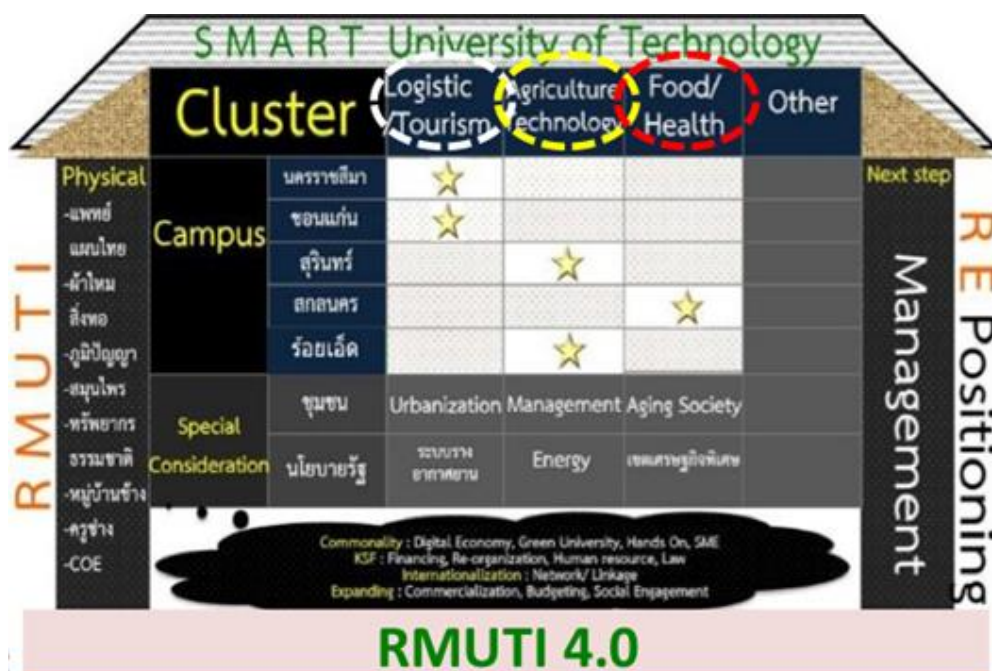 SMART University of Technology
Cluster
Logistic
/Tourism
Agriculture
Technology
Food/
Health
Other
Physical
-แพทย์
แผนไทย
-ผ้าไหม
สิ่งทอ
-ภูมิปัญญา
-สมุนไพร
-ทรัพยากร
ธรรมชาติ
-หมู่บ้านช้าง
-ครูช่าง
-COE
Campus
นครราชสีมา
ขอนแก่น
สุรินทร์
สกลนคร
ร้อยเอ็ด
Special
Consideration
ชุมชน
Urbanization
Management
Aging Society
นโยบายรัฐ
ระบบราง
อากาศยาน
Energy
เขตเศรษฐกิจพิเศษ
Next step
Management
RMUTI
RE Positioning
Commonality : Digital Economy, Green University, Hands On, SME
KSF : Financing, Re-organization, Human resource, Law
Internationalization : Network/ Linkage
Expanding : Commercialization, Budgeting, Social Engagement
RMUTI 4.0